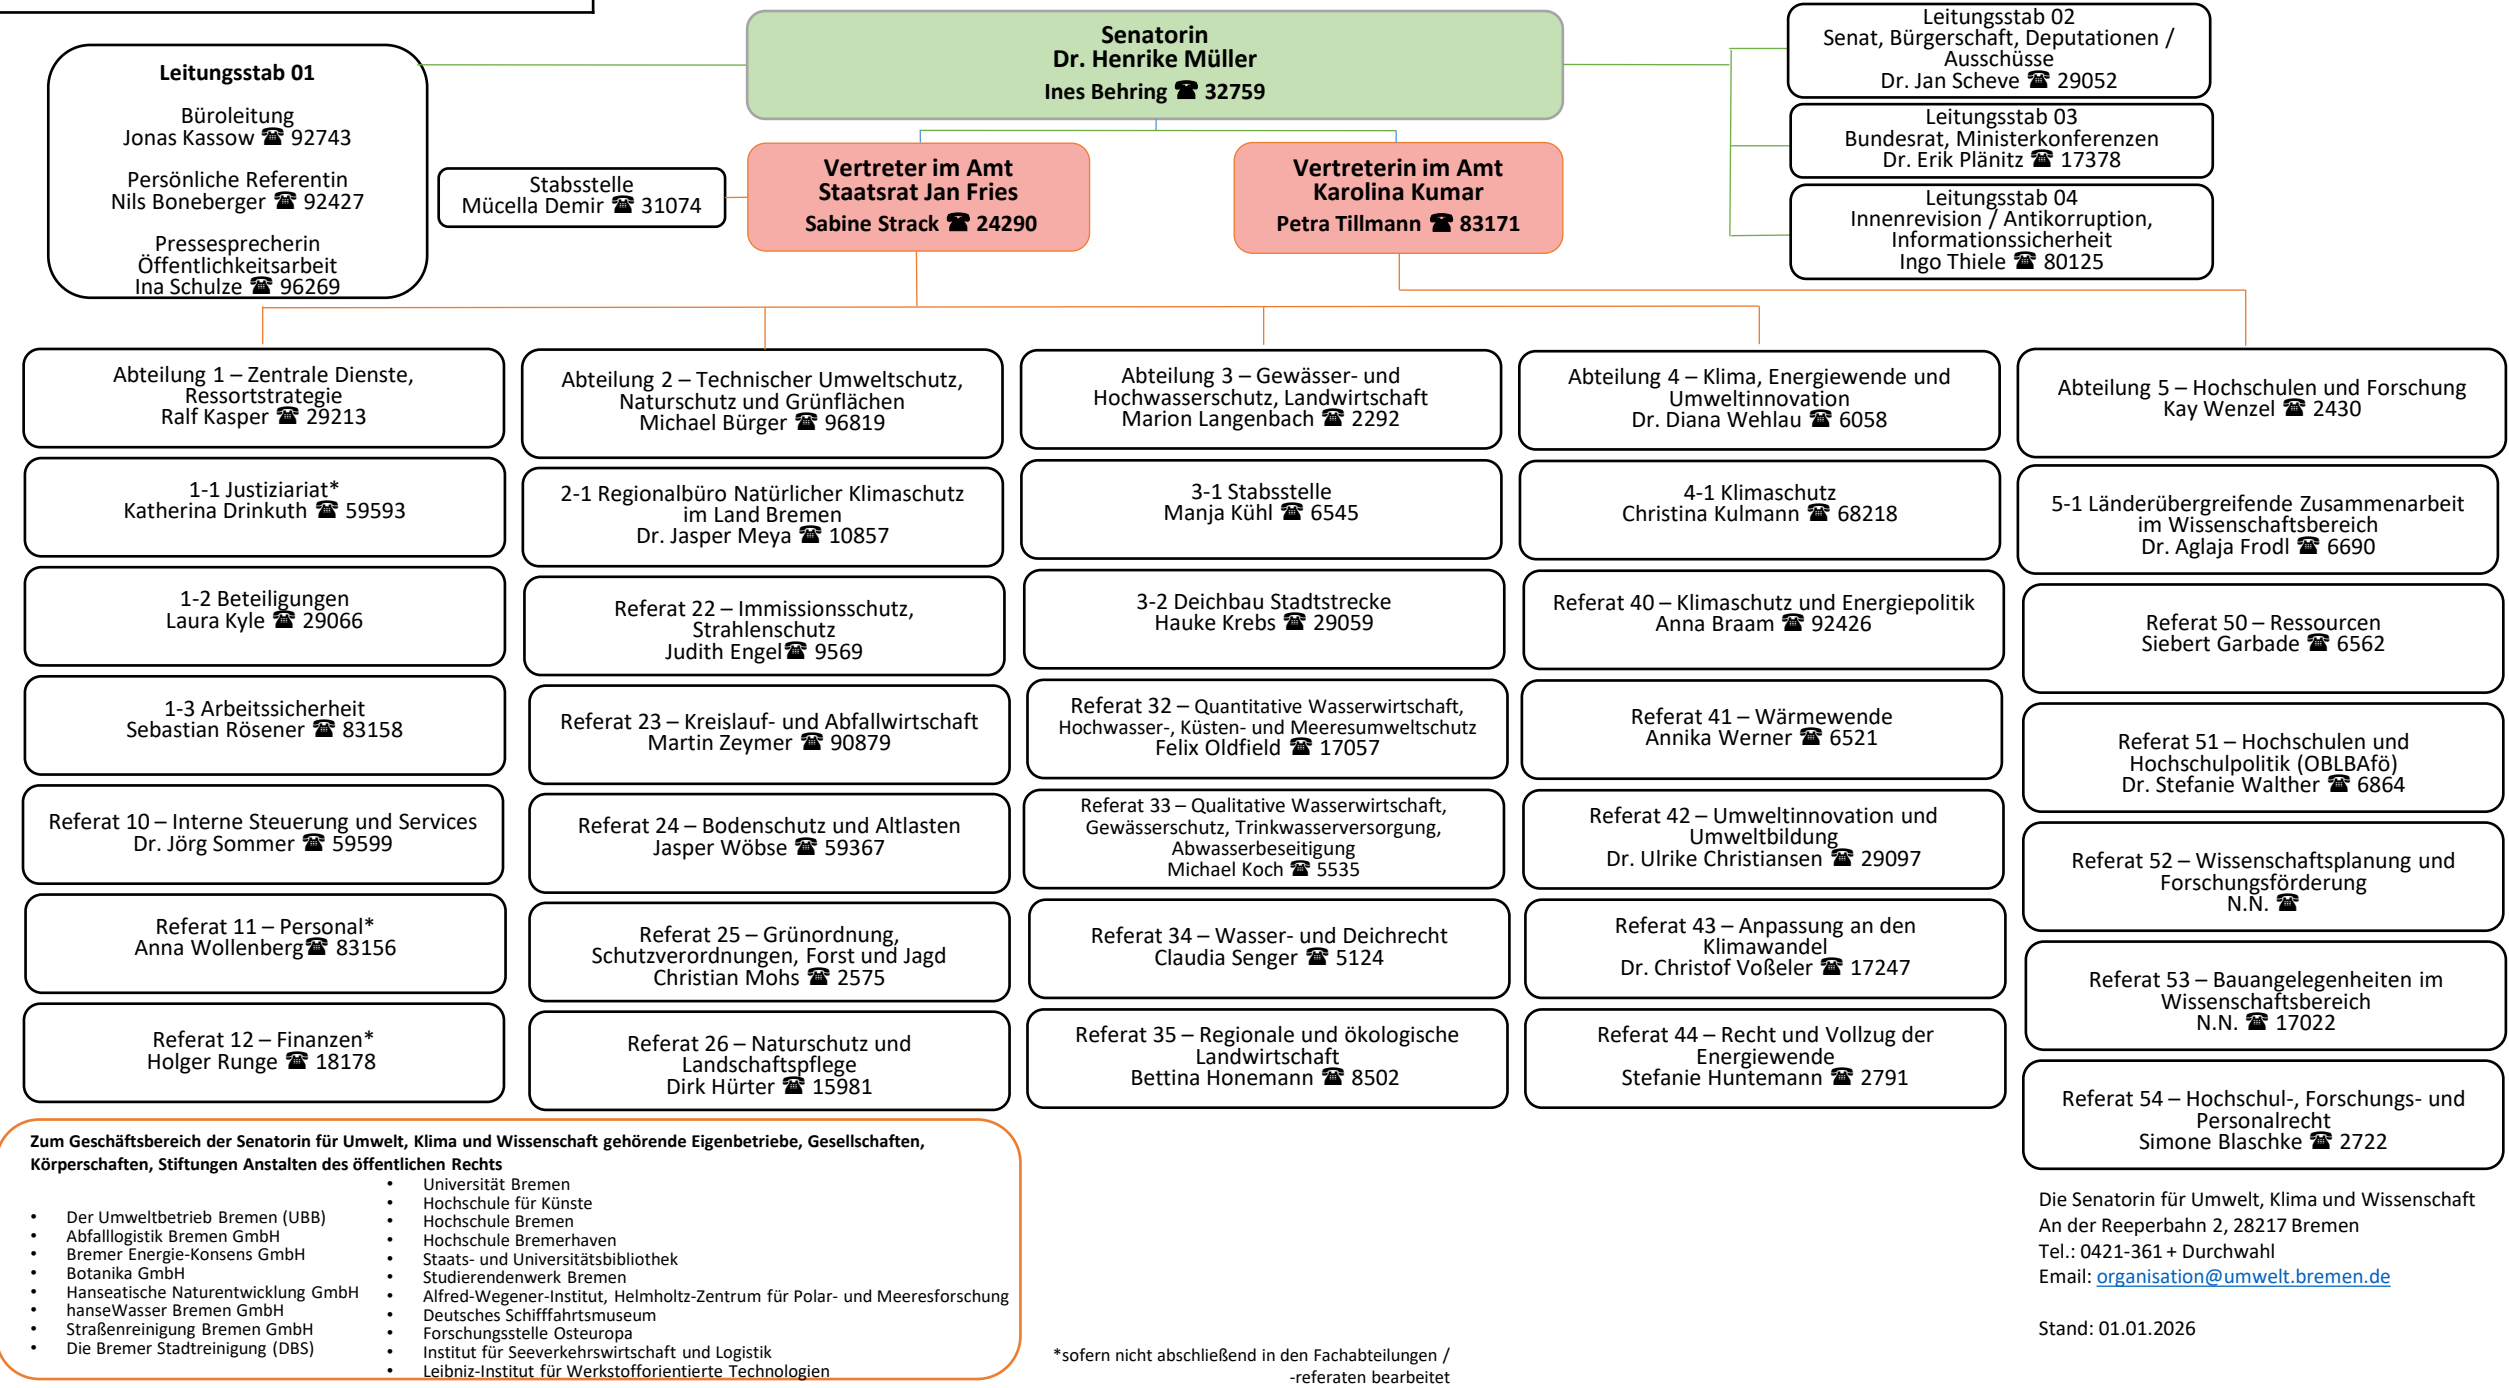 Senatorin
Dr. Henrike Müller
Ines Behring ☎ 32759
Leitungsstab 01
Büroleitung
Jonas Kassow ☎ 92743
Persönliche Referentin
Nils Boneberger ☎ 92427
Pressesprecherin
Öffentlichkeitsarbeit
Ina Schulze ☎ 96269
Leitungsstab 02
Senat, Bürgerschaft, Deputationen /
Ausschüsse
Dr. Jan Scheve ☎ 29052
Leitungsstab 03
Bundesrat, Ministerkonferenzen
Dr. Erik Plänitz ☎ 17378
Leitungsstab 04
Innenrevision / Antikorruption,
Informationssicherheit
Ingo Thiele ☎ 80125
Stabsstelle
Mücella Demir ☎ 31074
Vertreter im Amt
Staatsrat Jan Fries
Sabine Strack ☎ 24290
Vertreterin im Amt
Karolina Kumar
Petra Tillmann ☎ 83171
Abteilung 1 – Zentrale Dienste,
Ressortstrategie
Ralf Kasper ☎ 29213
1-1 Justiziariat*
Katherina Drinkuth ☎ 59593
1-2 Beteiligungen
Laura Kyle ☎ 29066
1-3 Arbeitssicherheit
Sebastian Rösener ☎ 83158
Referat 10 – Interne Steuerung und Services
Dr. Jörg Sommer ☎ 59599
Referat 11 – Personal*
Anna Wollenberg☎ 83156
Referat 12 – Finanzen*
Holger Runge ☎ 18178
Abteilung 2 – Technischer Umweltschutz,
Naturschutz und Grünflächen
Michael Bürger ☎ 96819
2-1 Regionalbüro Natürlicher Klimaschutz
im Land Bremen
Dr. Jasper Meya ☎ 10857
Referat 22 – Immissionsschutz,
Strahlenschutz
Judith Engel☎ 9569
Referat 23 – Kreislauf- und Abfallwirtschaft
Martin Zeymer ☎ 90879
Referat 24 – Bodenschutz und Altlasten
Jasper Wöbse ☎ 59367
Referat 25 – Grünordnung,
Schutzverordnungen, Forst und Jagd
Christian Mohs ☎ 2575
Referat 26 – Naturschutz und
Landschaftspflege
Dirk Hürter ☎ 15981
Abteilung 3 – Gewässer- und
Hochwasserschutz, Landwirtschaft
Marion Langenbach ☎ 2292
3-1 Stabsstelle
Manja Kühl ☎ 6545
3-2 Deichbau Stadtstrecke
Hauke Krebs ☎ 29059
Referat 32 – Quantitative Wasserwirtschaft,
Hochwasser-, Küsten- und Meeresumweltschutz
Felix Oldfield ☎ 17057
Referat 33 – Qualitative Wasserwirtschaft,
Gewässerschutz, Trinkwasserversorgung,
Abwasserbeseitigung
Michael Koch ☎ 5535
Referat 34 – Wasser- und Deichrecht
Claudia Senger ☎ 5124
Referat 35 – Regionale und ökologische
Landwirtschaft
Bettina Honemann ☎ 8502
Abteilung 4 – Klima, Energiewende und
Umweltinnovation
Dr. Diana Wehlau ☎ 6058
4-1 Klimaschutz
Christina Kulmann ☎ 68218
Referat 40 – Klimaschutz und Energiepolitik
Anna Braam ☎ 92426
Referat 41 – Wärmewende
Annika Werner ☎ 6521
Referat 42 – Umweltinnovation und
Umweltbildung
Dr. Ulrike Christiansen ☎ 29097
Referat 43 – Anpassung an den
Klimawandel
Dr. Christof Voßeler ☎ 17247
Referat 44 – Recht und Vollzug der
Energiewende
Stefanie Huntemann ☎ 2791
Abteilung 5 – Hochschulen und Forschung
Kay Wenzel ☎ 2430
5-1 Länderübergreifende Zusammenarbeit
im Wissenschaftsbereich
Dr. Aglaja Frodl ☎ 6690
Referat 50 – Ressourcen
Siebert Garbade ☎ 6562
Referat 51 – Hochschulen und
Hochschulpolitik (OBLBAfö)
Dr. Stefanie Walther ☎ 6864
Referat 52 – Wissenschaftsplanung und
Forschungsförderung
N.N. ☎
Referat 53 – Bauangelegenheiten im
Wissenschaftsbereich
N.N. ☎ 17022
Referat 54 – Hochschul-, Forschungs- und
Personalrecht
Simone Blaschke ☎ 2722
Zum Geschäftsbereich der Senatorin für Umwelt, Klima und Wissenschaft gehörende Eigenbetriebe, Gesellschaften,
Körperschaften, Stiftungen Anstalten des öffentlichen Rechts
• Der Umweltbetrieb Bremen (UBB)
• Abfalllogistik Bremen GmbH
• Bremer Energie-Konsens GmbH
• Botanika GmbH
• Hanseatische Naturentwicklung GmbH
• hanseWasser Bremen GmbH
• Straßenreinigung Bremen GmbH
• Die Bremer Stadtreinigung (DBS)
• Universität Bremen
• Hochschule für Künste
• Hochschule Bremen
• Hochschule Bremerhaven
• Staats- und Universitätsbibliothek
• Studierendenwerk Bremen
• Alfred-Wegener-Institut, Helmholtz-Zentrum für Polar- und Meeresforschung
• Deutsches Schifffahrtsmuseum
• Forschungsstelle Osteuropa
• Institut für Seeverkehrswirtschaft und Logistik
• Leibniz-Institut für Werkstofforientierte Technologien
*sofern nicht abschließend in den Fachabteilungen /
-referaten bearbeitet
Die Senatorin für Umwelt, Klima und Wissenschaft
An der Reeperbahn 2, 28217 Bremen
Tel.: 0421-361 + Durchwahl
Email: organisation@umwelt.bremen.de
Stand: 01.01.2026